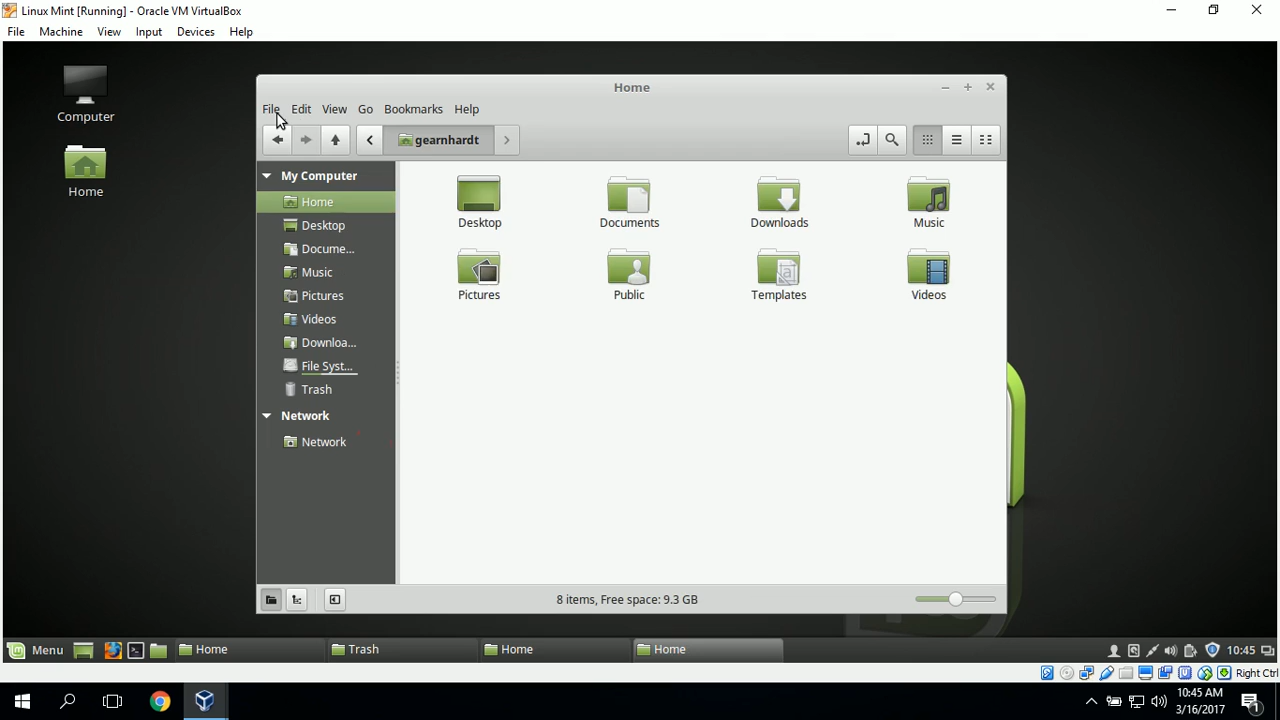 Linux Mint [Running] - Oracle VM VirtualBox
File Machine View Input Devices Help
Computer
Home
Home
File Edit View Go Bookmarks Help
gearnhardt
My Computer
Home
Desktop
Docume...
Music
Pictures
Videos
Downloa...
File Syst...
Trash
Network
Network
Desktop Documents Downloads Music
Pictures Public Templates Videos
8 items, Free space: 9.3 GB
Menu Home Trash Home Home 10:45
Right Ctrl
10:45 AM
3/16/2017
1